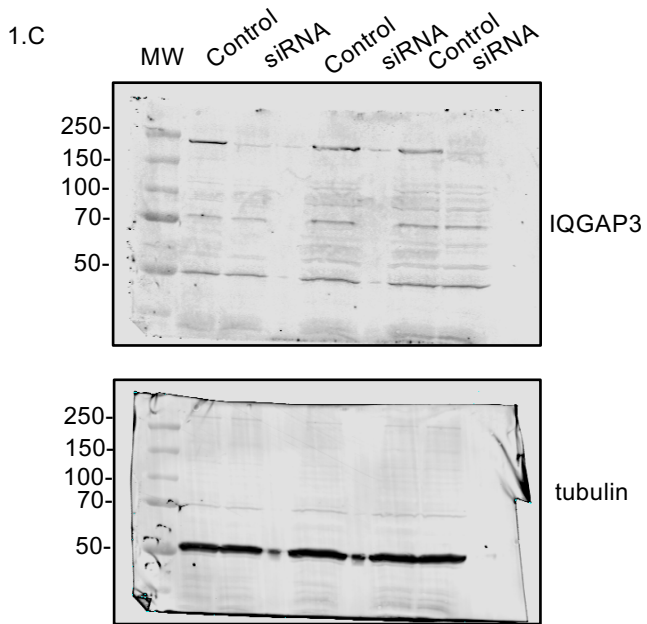 1.C
MW Control siRNA Control siRNA Control siRNA
250-
150-
100-
70-
50-
IQGAP3
250-
150-
100-
70-
50-
tubulin